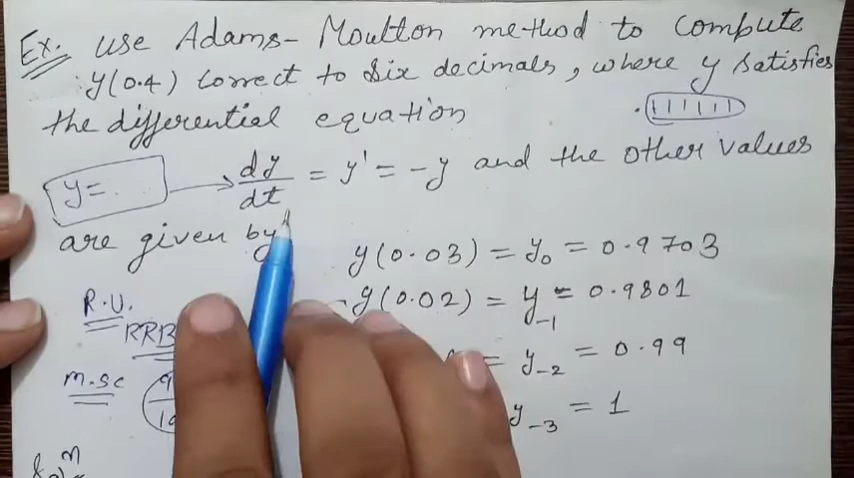 Ex. use Adams-Moulton method to compute
y(0.4) correct to six decimals, where y satisfies
the differential equation
y= → dy/dt = y' = -y and the other values
are given by
y(0.03) = y₀ = 0.9703
y(0.02) = y₋₁ = 0.9801
= y₋₂ = 0.99
y₋₃ = 1
R.U.
RRB
M.SC